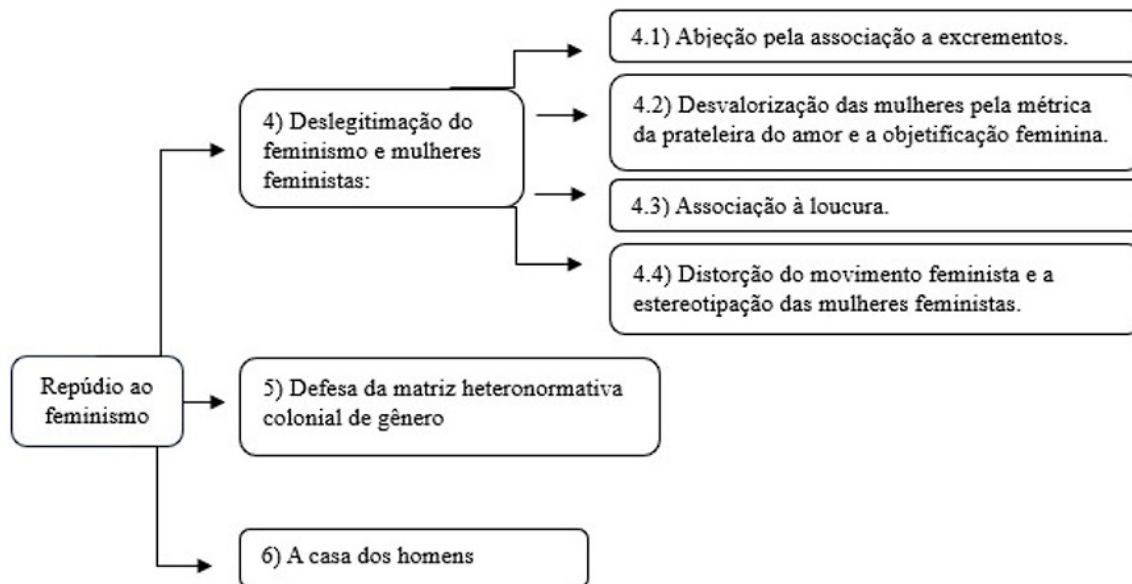 4.1) Abjeção pela associação a excrementos.
4) Deslegitimação do
feminismo e mulheres
feministas:
4.2) Desvalorização das mulheres pela métrica
da prateleira do amor e a objetificação feminina.
4.3) Associação à loucura.
4.4) Distorção do movimento feminista e a
estereotipação das mulheres feministas.
Repúdio ao
feminismo
5) Defesa da matriz heteronormativa
colonial de gênero
6) A casa dos homens